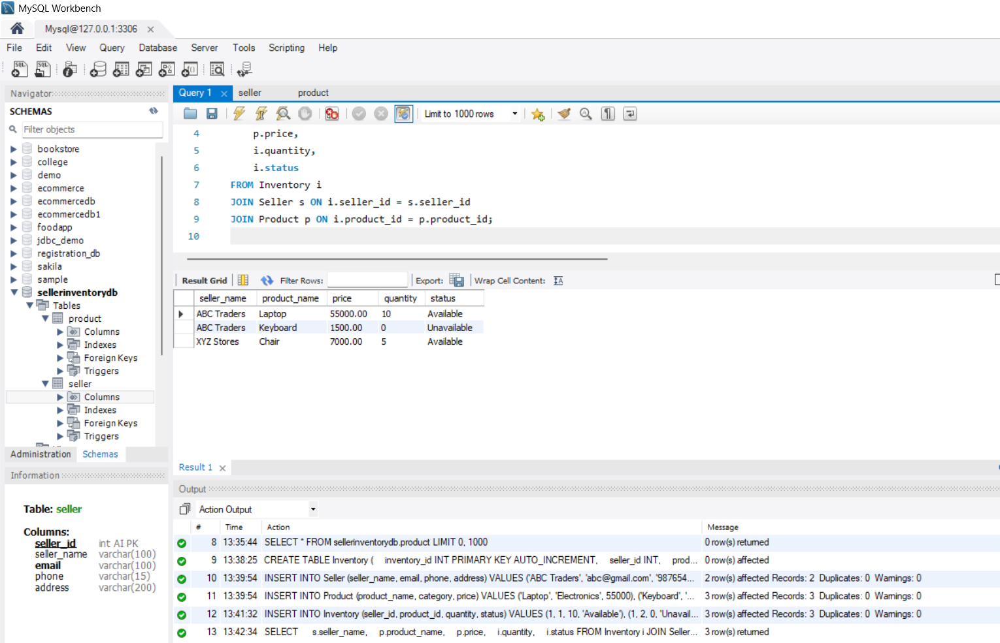 MySQL Workbench
Mysql@127.0.0.1:3306
File Edit View Query Database Server Tools Scripting Help
Navigator
SCHEMAS
Filter objects
bookstore
college
demo
ecommerce
ecommercedb
ecommercedb1
foodapp
jdbc_demo
registration_db
sakila
sample
sellerinventorydb
Tables
product
Columns
Indexes
Foreign Keys
Triggers
seller
Columns
Indexes
Foreign Keys
Triggers
Administration Schemas
Information
Table: seller
Columns:
seller_id int AI PK
seller_name varchar(100)
email varchar(100)
phone varchar(15)
address varchar(200)
Query 1 seller product
Limit to 1000 rows
4 p.price,
5 i.quantity,
6 i.status
7 FROM Inventory i
8 JOIN Seller s ON i.seller_id = s.seller_id
9 JOIN Product p ON i.product_id = p.product_id;
10
Result Grid Filter Rows: Export: Wrap Cell Content:
seller_name product_name price quantity status
ABC Traders Laptop 55000.00 10 Available
ABC Traders Keyboard 1500.00 0 Unavailable
XYZ Stores Chair 7000.00 5 Available
Result 1
Output
Action Output
# Time Action Message
8 13:35:44 SELECT * FROM sellerinventorydb.product LIMIT 0, 1000 0 row(s) returned
9 13:38:25 CREATE TABLE Inventory ( inventory_id INT PRIMARY KEY AUTO_INCREMENT, seller_id INT, prod... 0 row(s) affected
10 13:39:54 INSERT INTO Seller (seller_name, email, phone, address) VALUES ('ABC Traders', 'abc@gmail.com', '987654... 2 row(s) affected Records: 2 Duplicates: 0 Warnings: 0
11 13:39:54 INSERT INTO Product (product_name, category, price) VALUES ('Laptop', 'Electronics', 55000), ('Keyboard', '... 3 row(s) affected Records: 3 Duplicates: 0 Warnings: 0
12 13:41:32 INSERT INTO Inventory (seller_id, product_id, quantity, status) VALUES (1, 1, 10, 'Available'), (1, 2, 0, 'Unavail... 3 row(s) affected Records: 3 Duplicates: 0 Warnings: 0
13 13:42:34 SELECT s.seller_name, p.product_name, p.price, i.quantity, i.status FROM Inventory i JOIN Seller... 3 row(s) returned